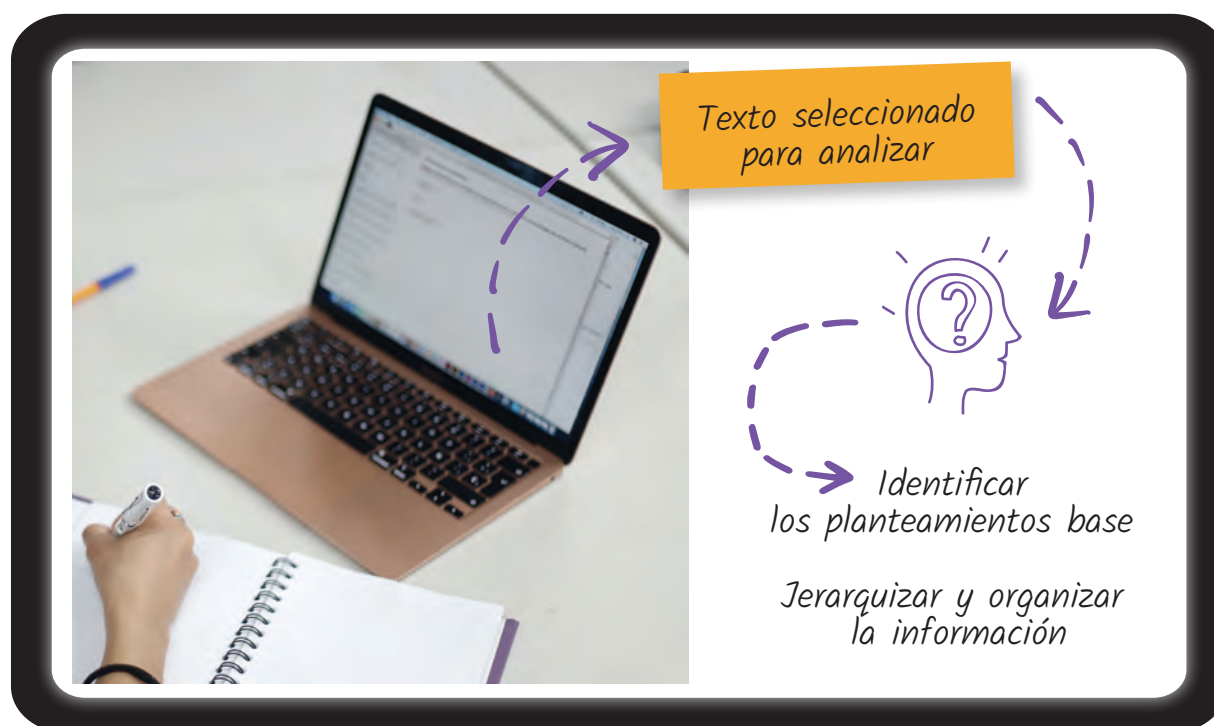 Texto seleccionado
para analizar
?
Identificar
los planteamientos base
Jerarquizar y organizar
la información